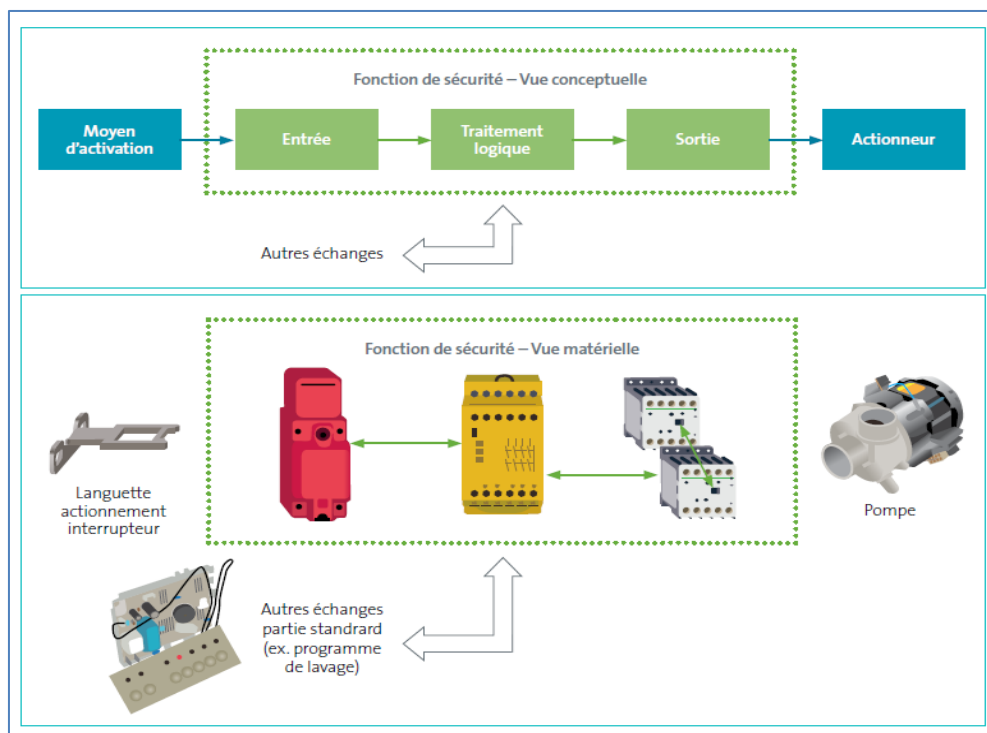 Fonction de sécurité – Vue conceptuelle
Moyen
d'activation
Entrée
Traitement
logique
Sortie
Actionneur
Autres échanges
Fonction de sécurité – Vue matérielle
Languette
actionnement
interrupteur
Pompe
Autres échanges
partie standrard
(ex. programme
de lavage)